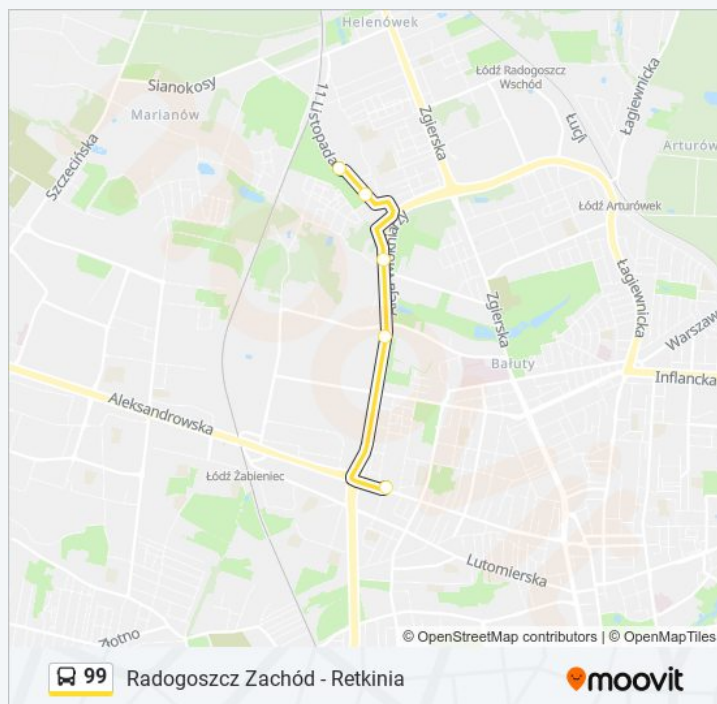 Helenówek
Sianokosy
Łódź Radogoszcz
Wschód
Łagiewnicka
Marianów
11 Listopada
Zgierska
Łucji
Szczecińska
Arturów
Łódź Arturówek
Łagiewnicka
Zgierska
Warszaw
Bałuty
Inflancka
Aleksandrowska
Łódź Żabieniec
Lutomierska
Złotno
© OpenStreetMap contributors | © OpenMapTiles
99 Radogoszcz Zachód - Retkinia
moovit